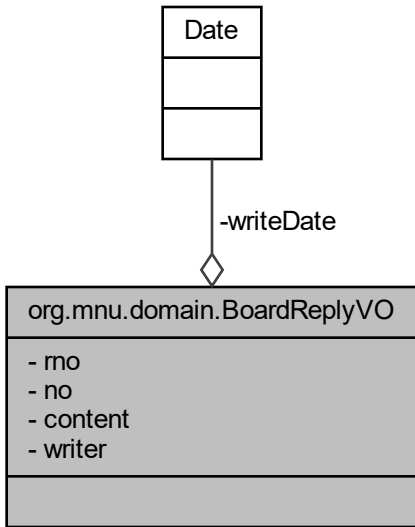 Date
-writeDate
org.mnu.domain.BoardReplyVO
- rno
- no
- content
- writer